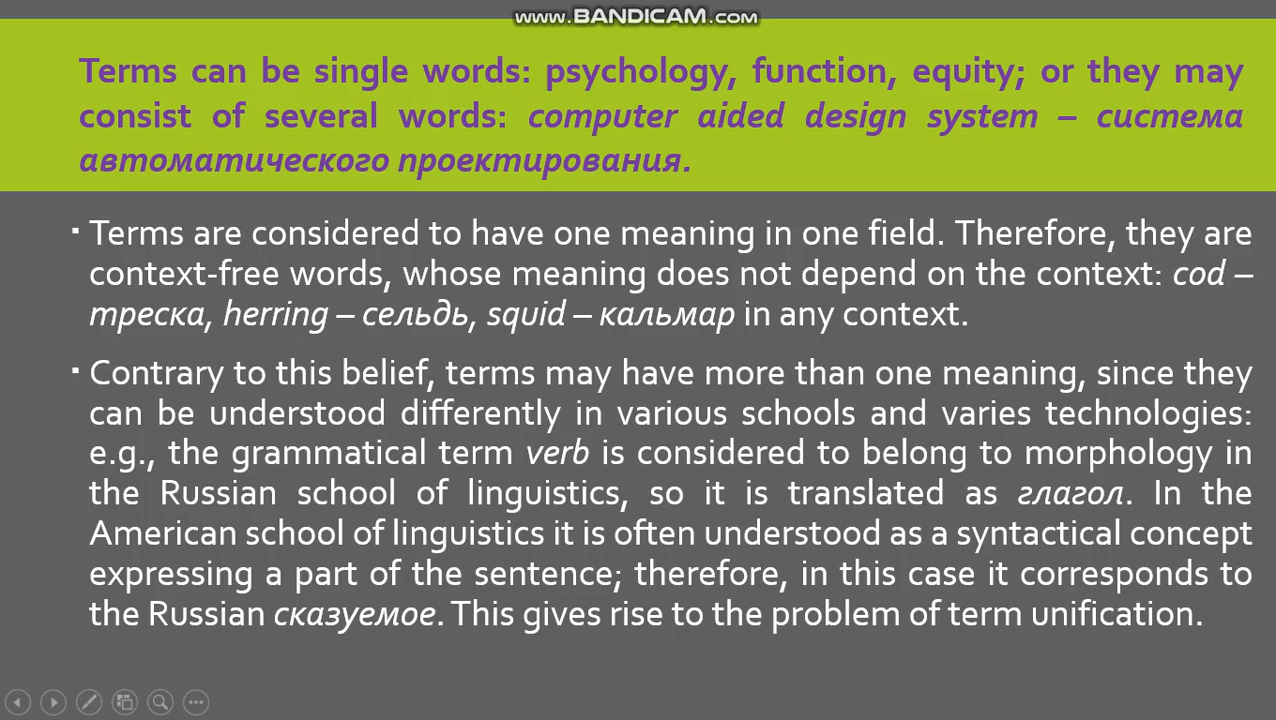 www.BANDICAM.com
Terms can be single words: psychology, function, equity; or they may
consist of several words: computer aided design system – система
автоматического проектирования.
▪ Terms are considered to have one meaning in one field. Therefore, they are
context-free words, whose meaning does not depend on the context: cod –
треска, herring – сельдь, squid – кальмар in any context.
▪ Contrary to this belief, terms may have more than one meaning, since they
can be understood differently in various schools and varies technologies:
e.g., the grammatical term verb is considered to belong to morphology in
the Russian school of linguistics, so it is translated as глагол. In the
American school of linguistics it is often understood as a syntactical concept
expressing a part of the sentence; therefore, in this case it corresponds to
the Russian сказуемое. This gives rise to the problem of term unification.